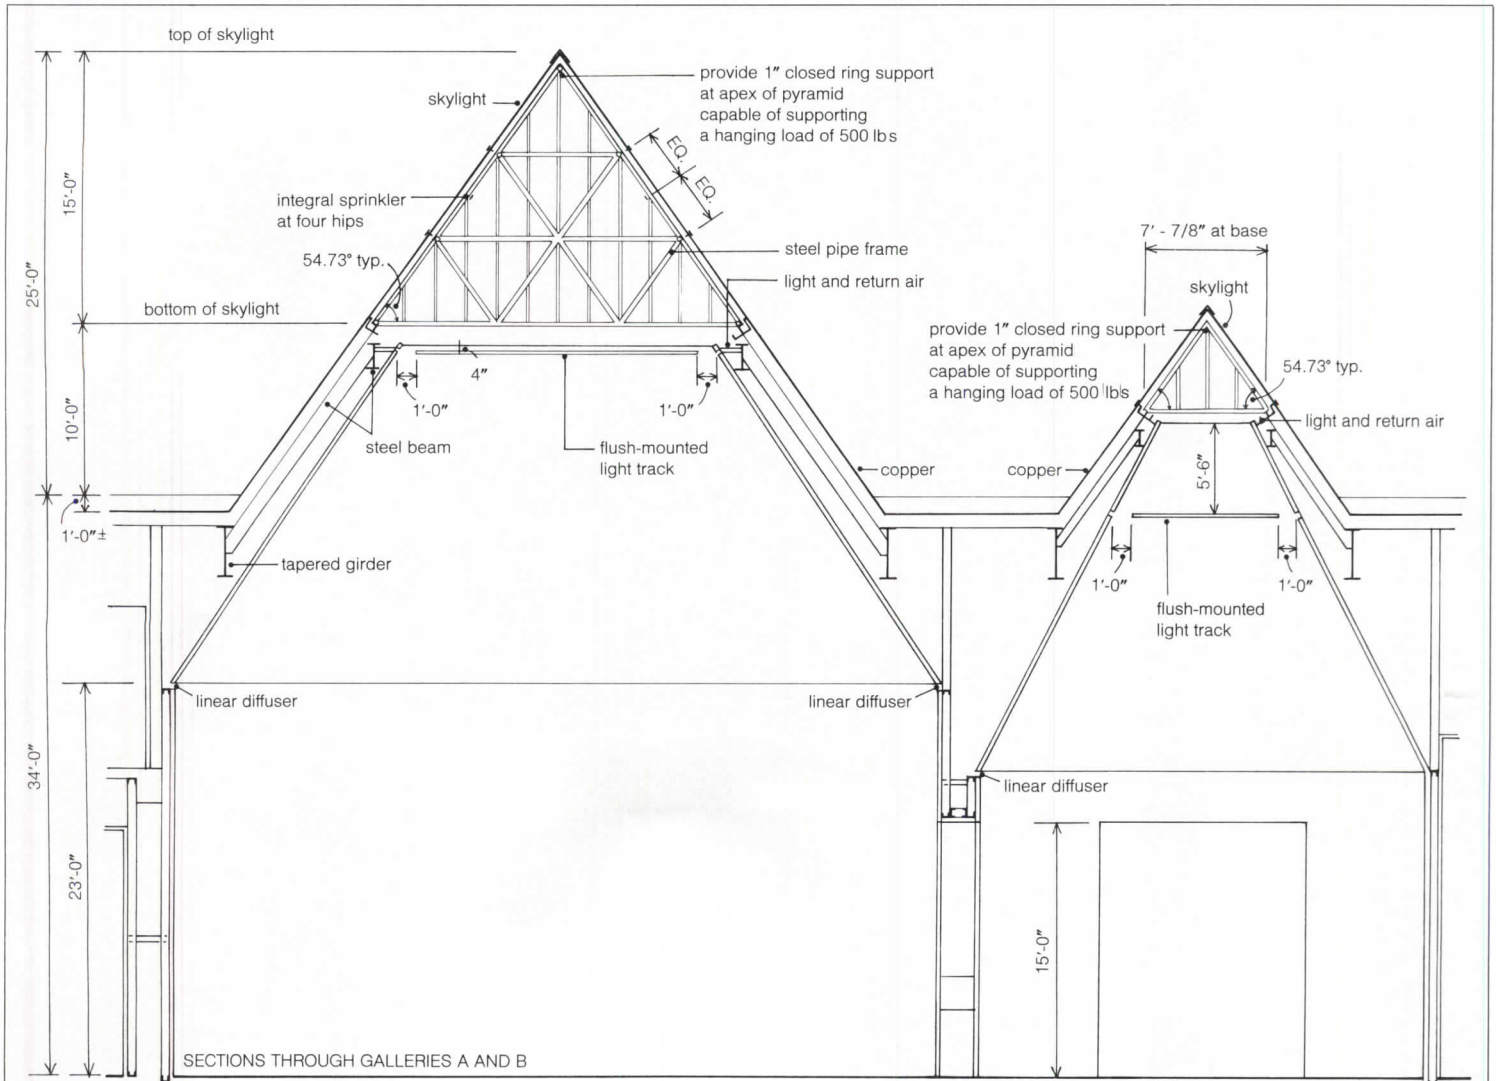 top of skylight
skylight
provide 1″ closed ring support
at apex of pyramid
capable of supporting
a hanging load of 500 lbs
EQ.
EQ.
15′-0″
25′-0″
integral sprinkler
at four hips
54.73° typ.
steel pipe frame
light and return air
bottom of skylight
10′-0″
4″
1′-0″
1′-0″
steel beam
flush-mounted
light track
copper
1′-0″±
tapered girder
linear diffuser
linear diffuser
34′-0″
23′-0″
7′ - 7/8″ at base
skylight
provide 1″ closed ring support
at apex of pyramid
capable of supporting
a hanging load of 500 lbs
54.73° typ.
light and return air
copper
5′-6″
1′-0″
1′-0″
flush-mounted
light track
linear diffuser
15′-0″
SECTIONS THROUGH GALLERIES A AND B